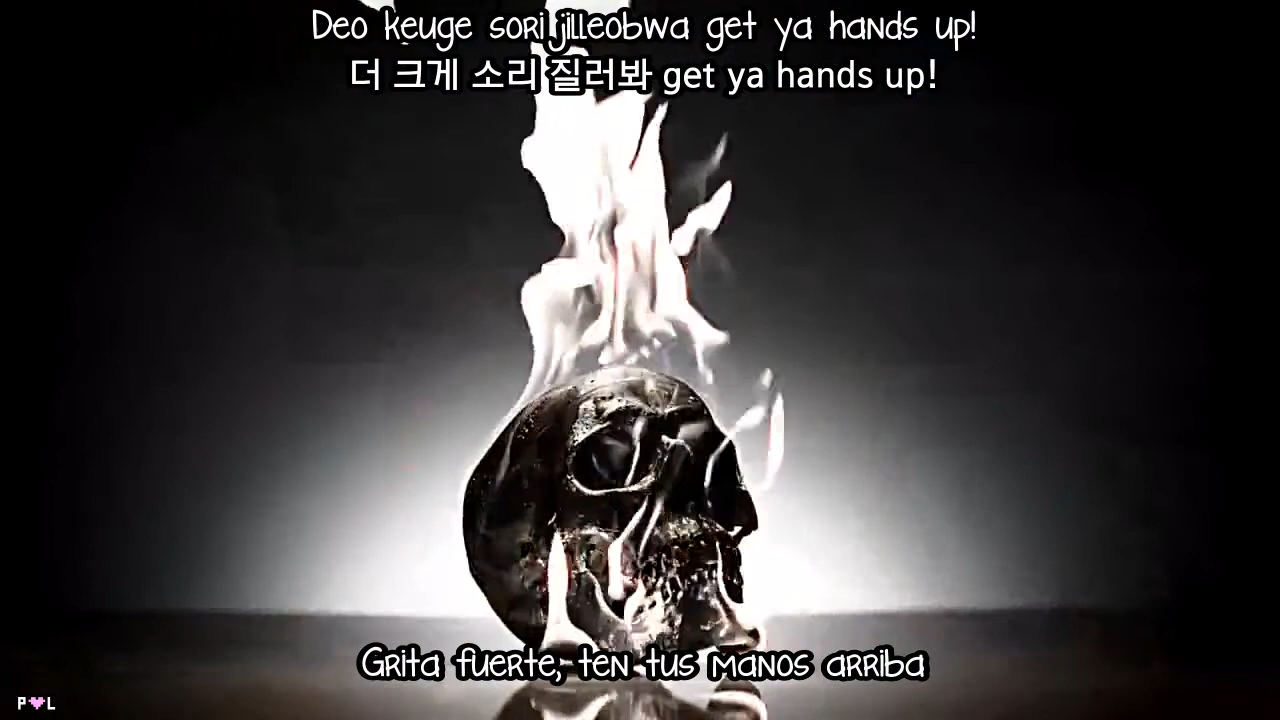 Deo keuge sori jilleobwa get ya hands up!
더 크게 소리 질러봐 get ya hands up!
Grita fuerte, ten tus manos arriba
P♥L